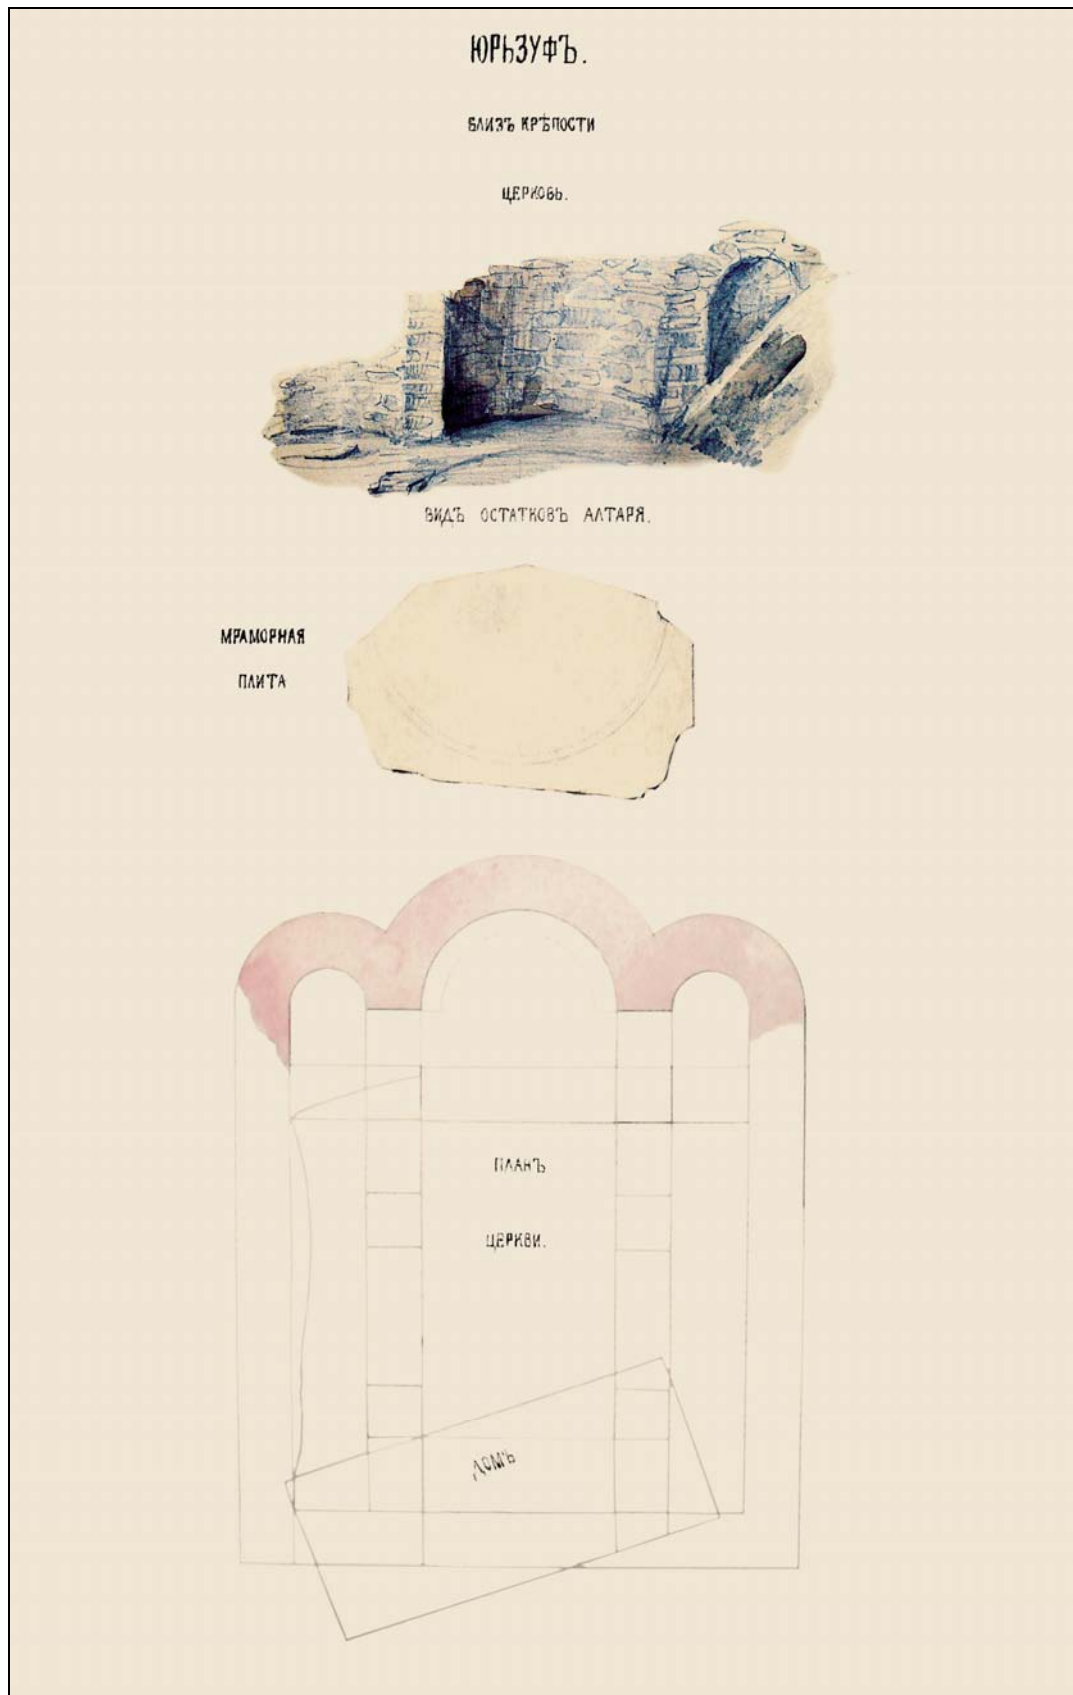 ЮРЬЗУФЪ.
БЛИЗЪ КРѢПОСТИ
ЦЕРКОВЬ.
ВИДЪ ОСТАТКОВЪ АЛТАРЯ.
МРАМОРНАЯ
ПЛИТА
ПЛАНЪ
ЦЕРКВИ.
ДОМЪ